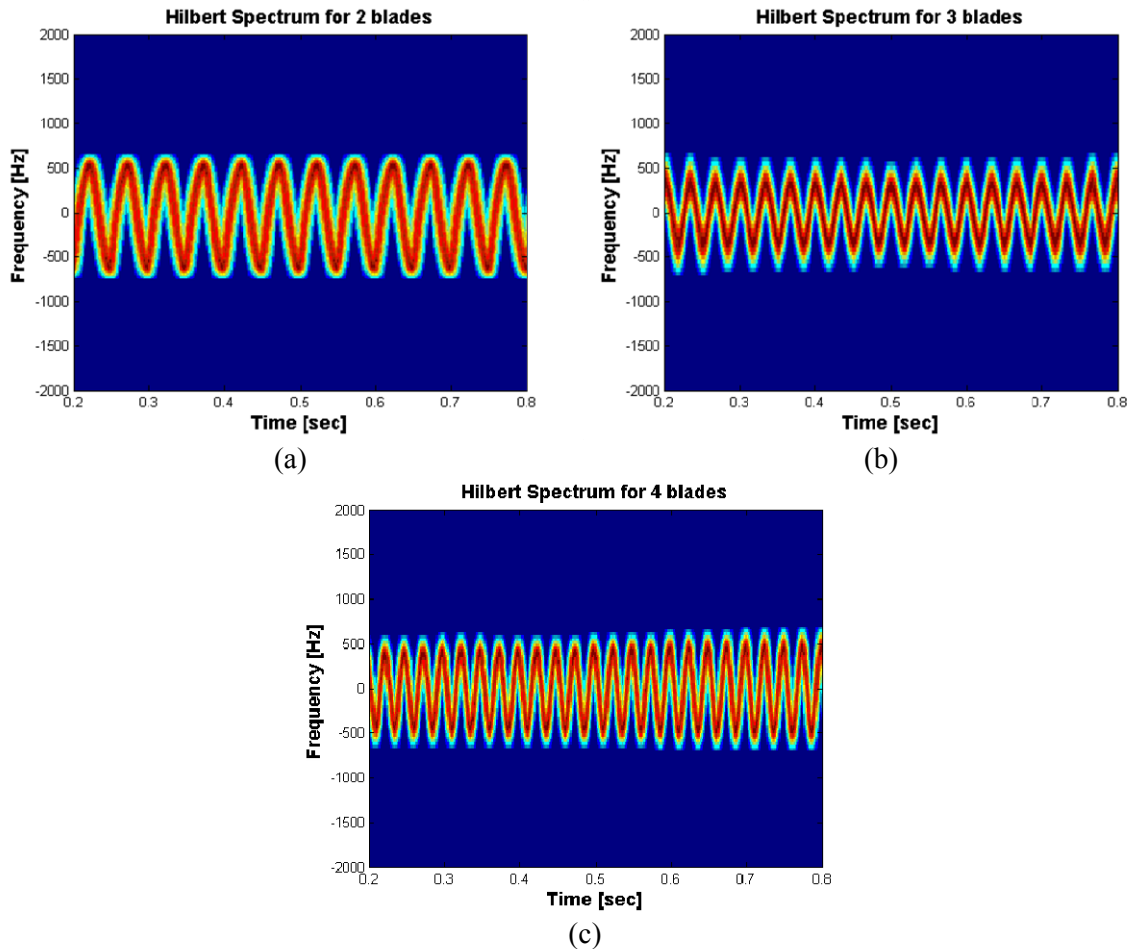 Hilbert Spectrum for 2 blades
2000
1500
1000
500
0
-500
-1000
-1500
-2000
Frequency [Hz]
0.2 0.3 0.4 0.5 0.6 0.7 0.8
Time [sec]
(a)
Hilbert Spectrum for 3 blades
2000
1500
1000
500
0
-500
-1000
-1500
-2000
Frequency [Hz]
0.2 0.3 0.4 0.5 0.6 0.7 0.8
Time [sec]
(b)
Hilbert Spectrum for 4 blades
2000
1500
1000
500
0
-500
-1000
-1500
-2000
Frequency [Hz]
0.2 0.3 0.4 0.5 0.6 0.7 0.8
Time [sec]
(c)